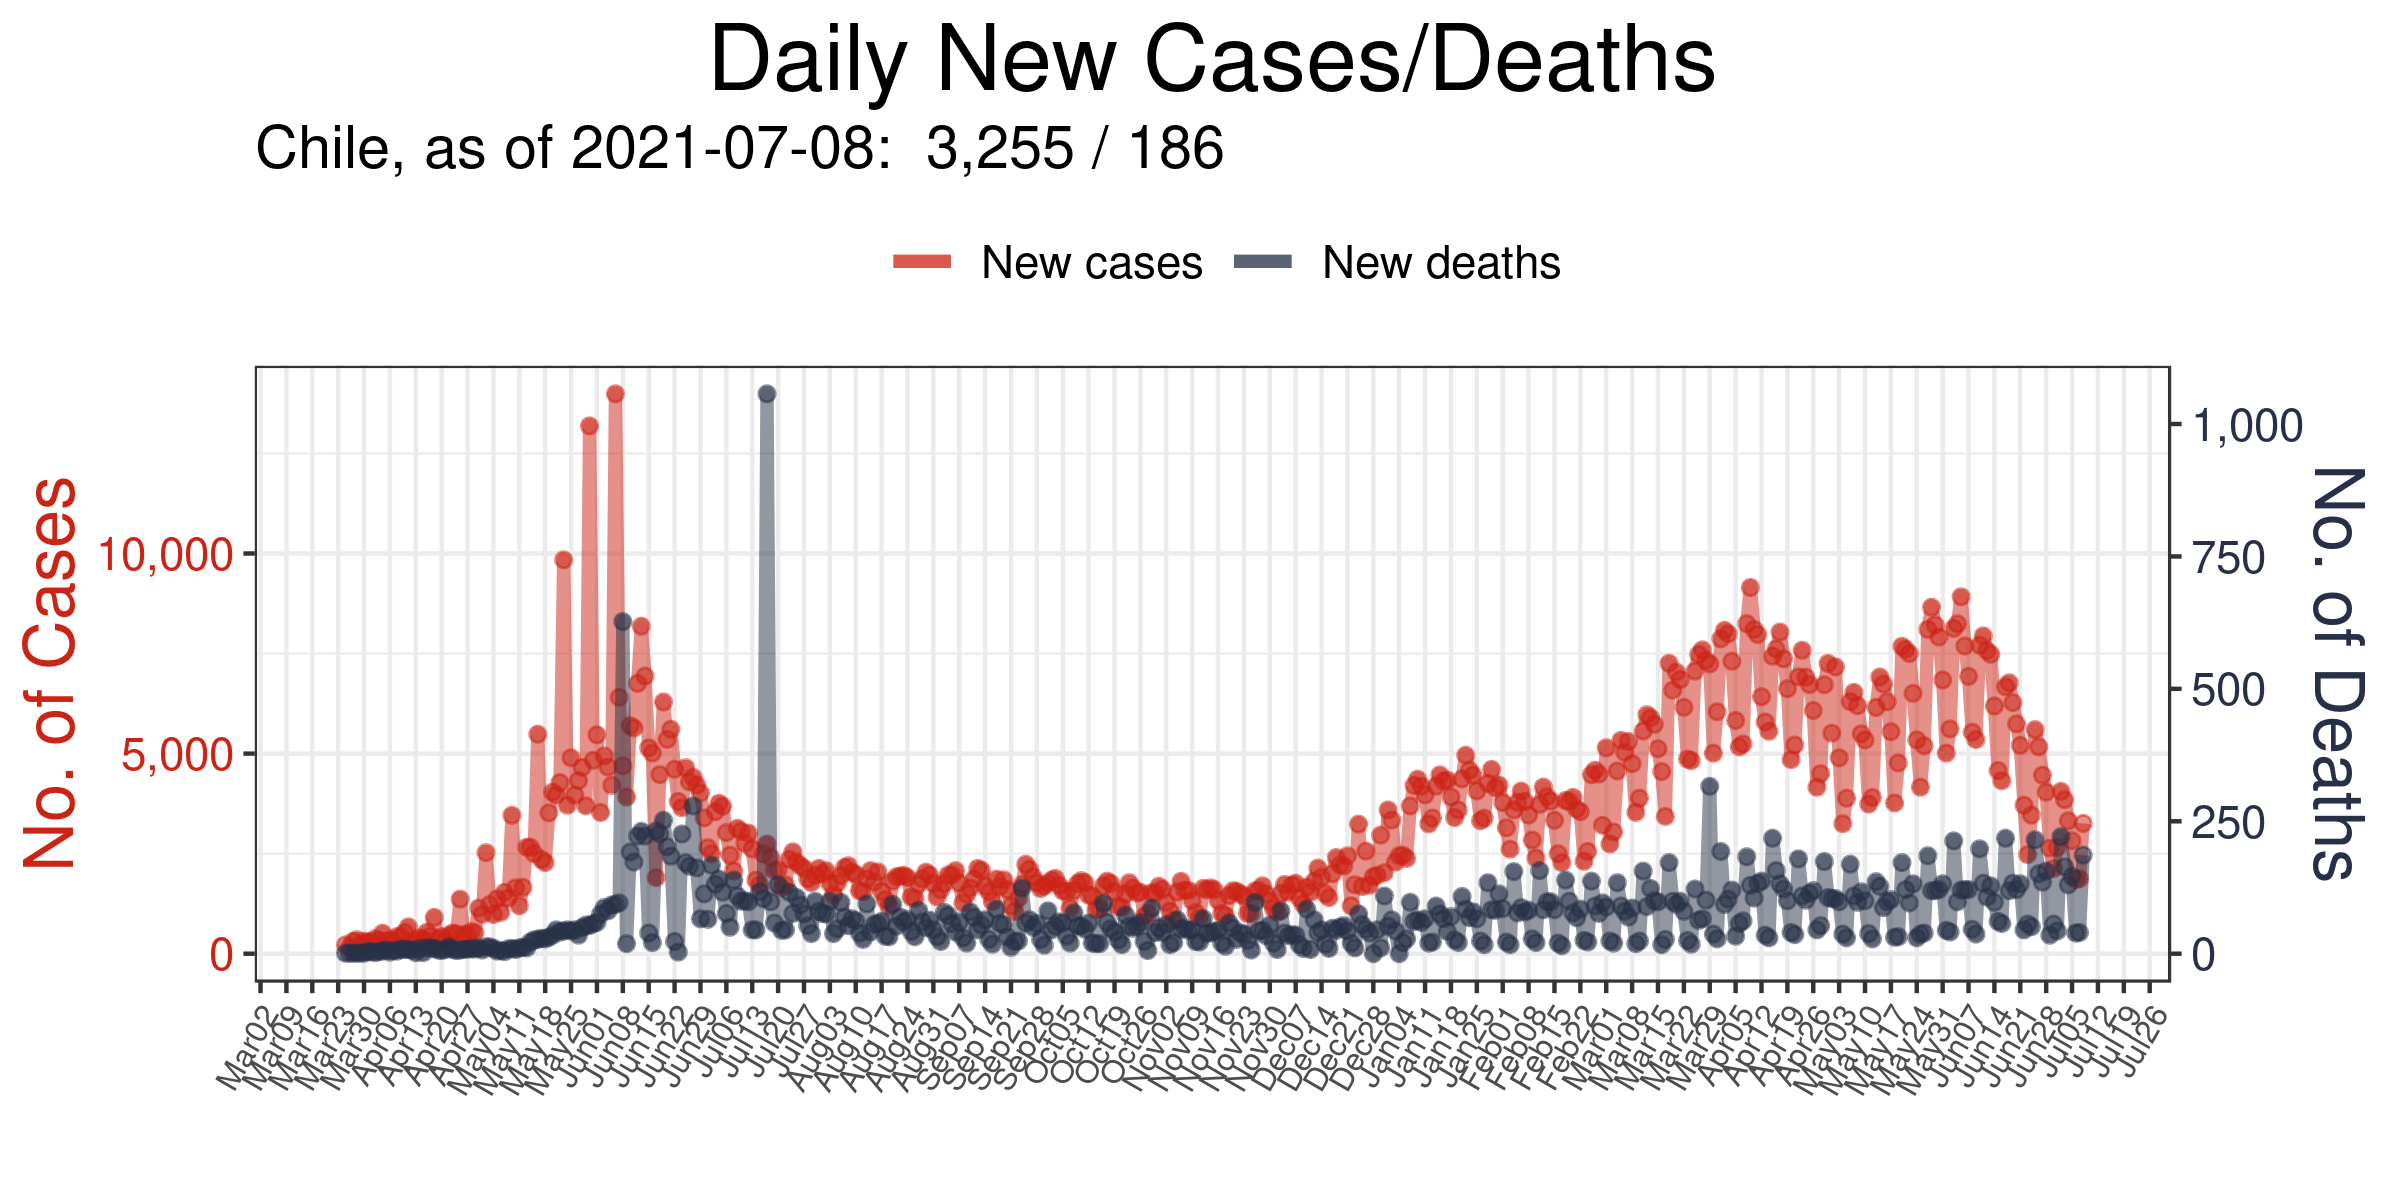 Daily New Cases/Deaths
Chile, as of 2021-07-08:  3,255 / 186
New cases
New deaths
No. of Cases
10,000
5,000
0
1,000
750
500
250
0
No. of Deaths
Mar02
Mar09
Mar16
Mar23
Mar30
Apr06
Apr13
Apr20
Apr27
May04
May11
May18
May25
Jun01
Jun08
Jun15
Jun22
Jun29
Jul06
Jul13
Jul20
Jul27
Aug03
Aug10
Aug17
Aug24
Aug31
Sep07
Sep14
Sep21
Sep28
Oct05
Oct12
Oct19
Oct26
Nov02
Nov09
Nov16
Nov23
Nov30
Dec07
Dec14
Dec21
Dec28
Jan04
Jan11
Jan18
Jan25
Feb01
Feb08
Feb15
Feb22
Mar01
Mar08
Mar15
Mar22
Mar29
Apr05
Apr12
Apr19
Apr26
May03
May10
May17
May24
May31
Jun07
Jun14
Jun21
Jun28
Jul05
Jul12
Jul19
Jul26